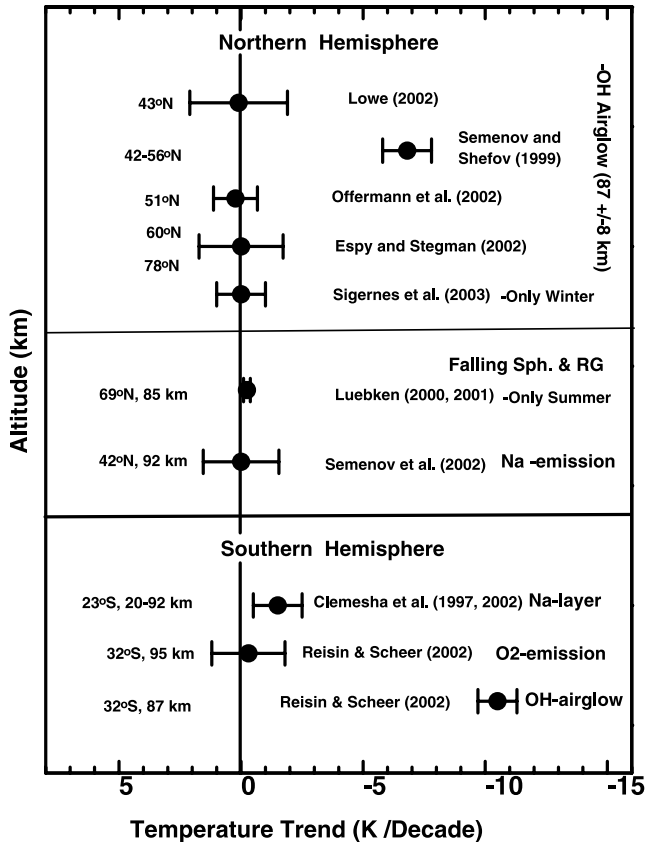 Northern Hemisphere
-OH Airglow (87 +/-8 km)
43ºN Lowe (2002)
42-56ºN Semenov and
Shefov (1999)
51ºN Offermann et al. (2002)
60ºN
Espy and Stegman (2002)
78ºN
Sigernes et al. (2003) -Only Winter
Falling Sph. & RG
69ºN, 85 km Luebken (2000, 2001) -Only Summer
42ºN, 92 km Semenov et al. (2002) Na -emission
Southern Hemisphere
23ºS, 20-92 km Clemesha et al. (1997, 2002) Na-layer
32ºS, 95 km Reisin & Scheer (2002) O2-emission
32ºS, 87 km Reisin & Scheer (2002) OH-airglow
Altitude (km)
5 0 -5 -10 -15
Temperature Trend (K /Decade)